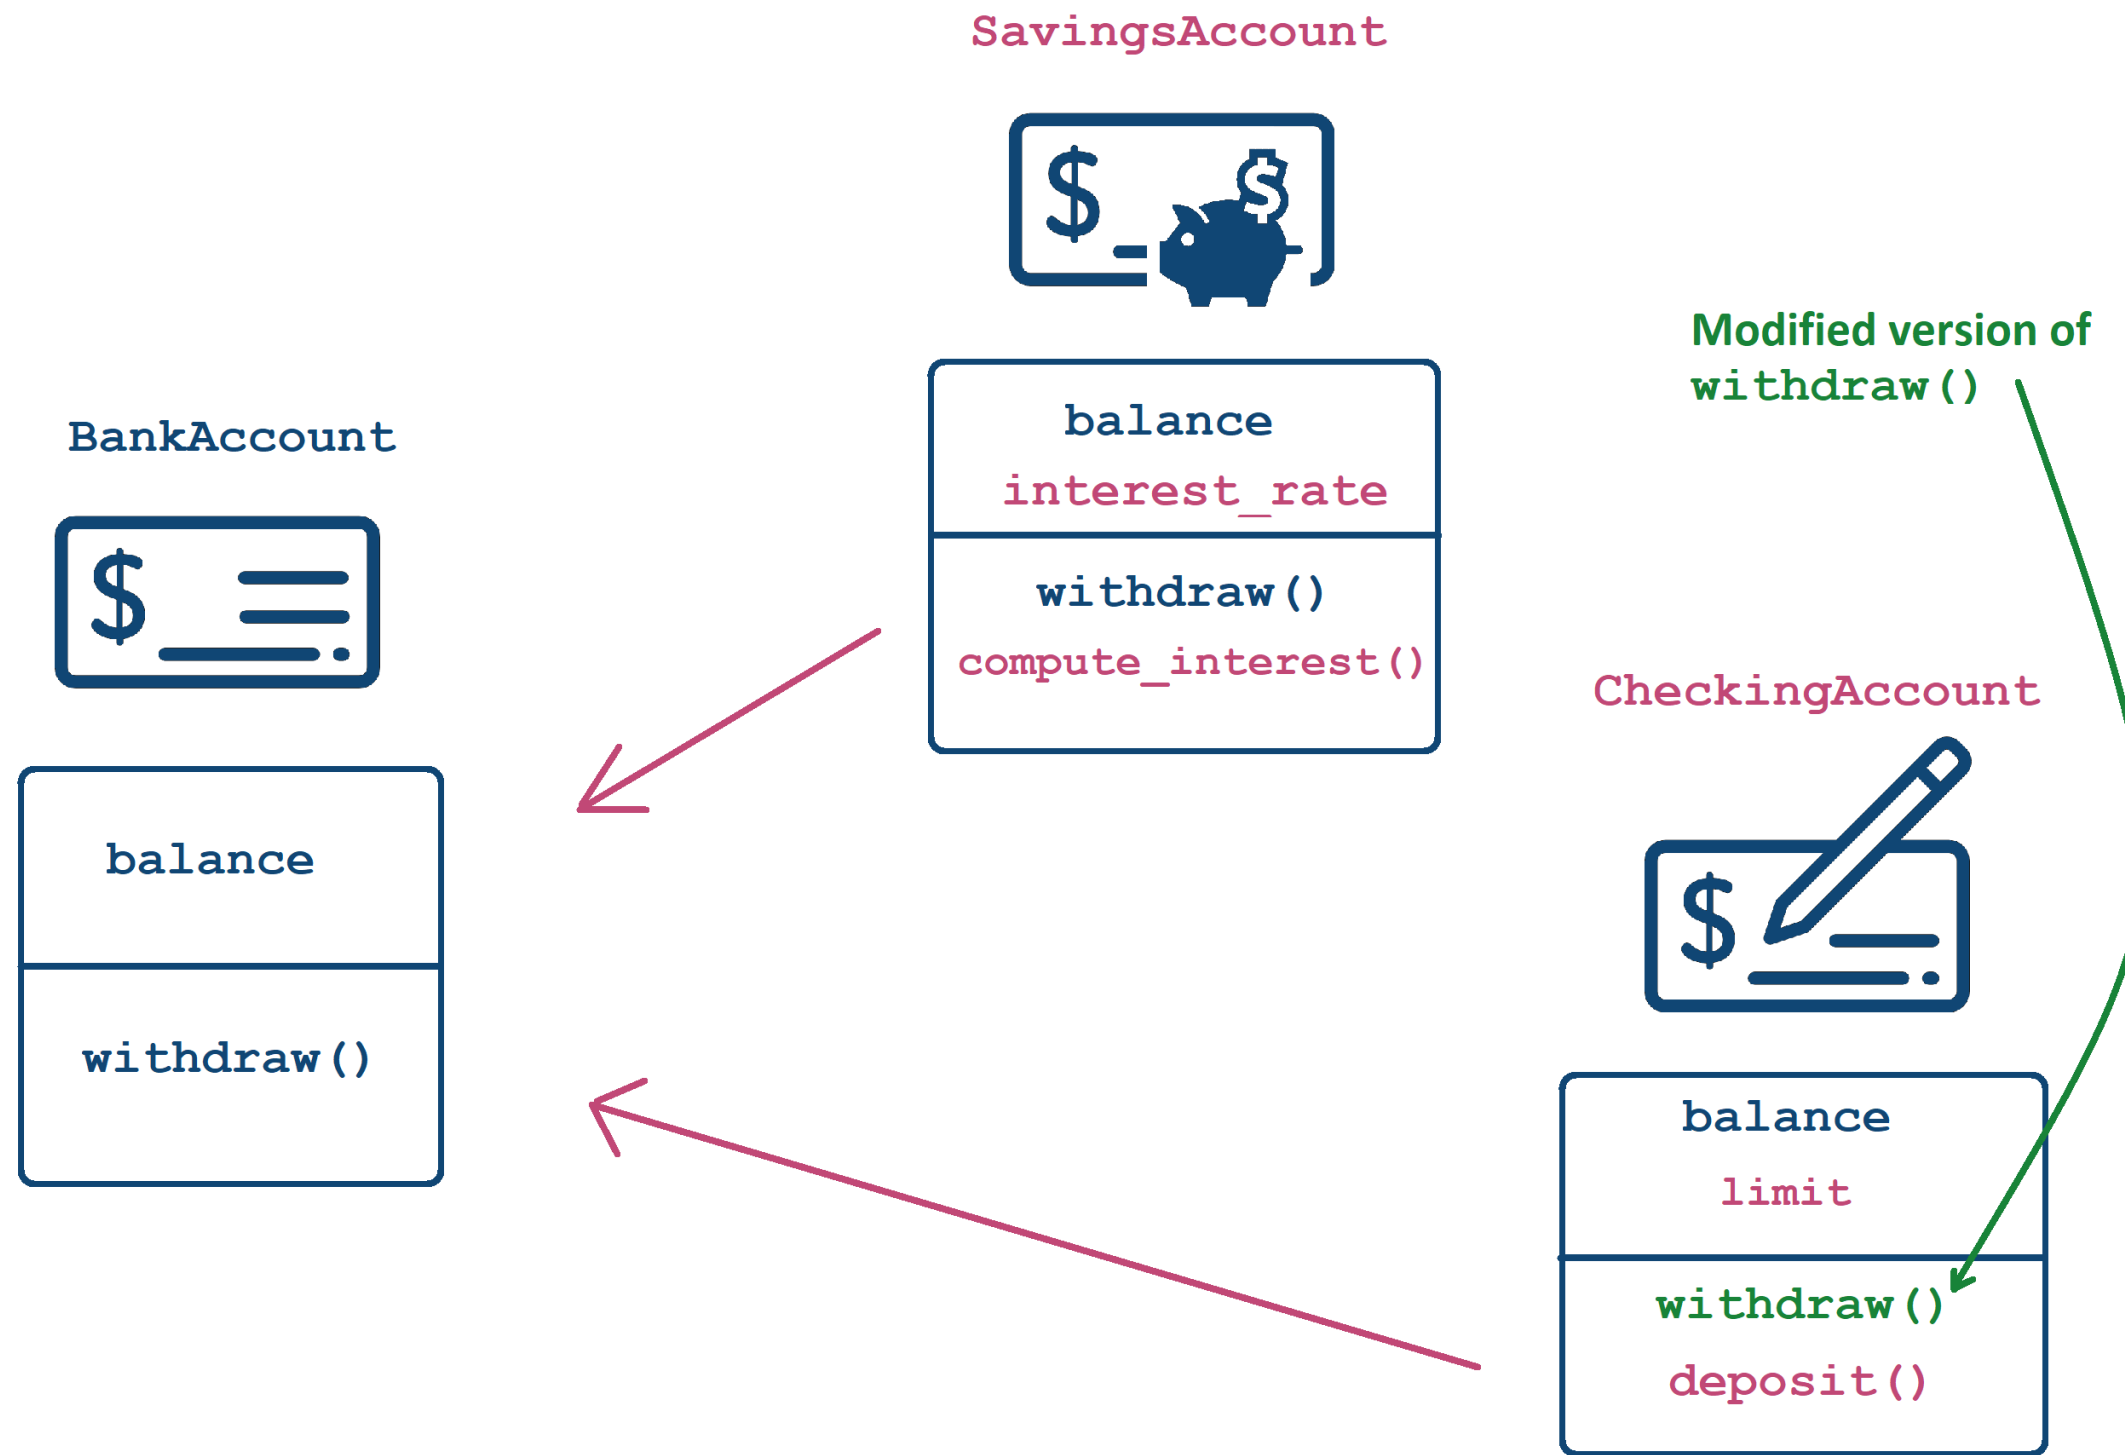 SavingsAccount
$
$
balance
interest_rate
withdraw()
compute_interest()
BankAccount
$
balance
withdraw()
Modified version of
withdraw()
CheckingAccount
$
balance
limit
withdraw()
deposit()